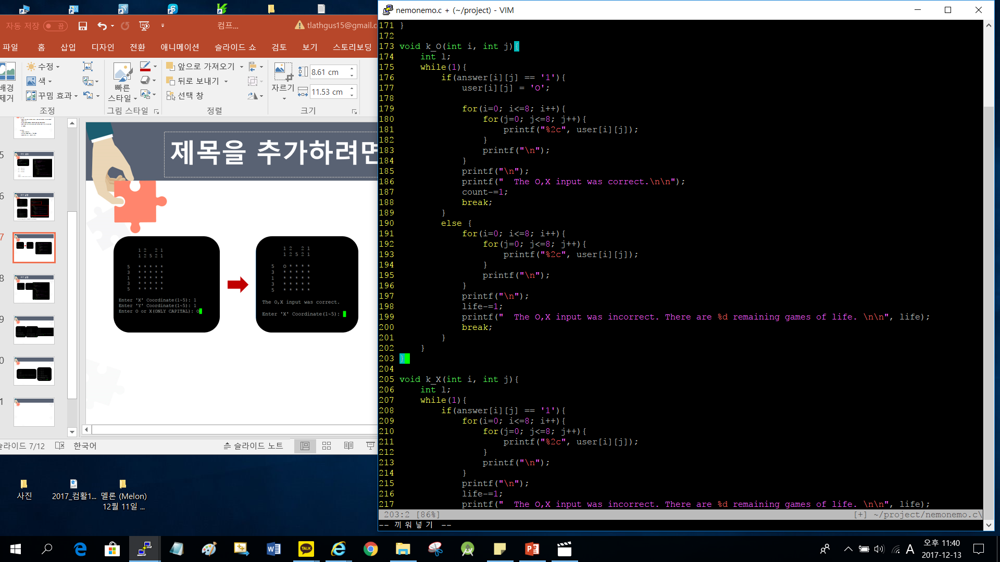 자동 저장 끔
컴프...
tlathgus15@gmail.c
파일 홈 삽입 디자인 전환 애니메이션 슬라이드 쇼 검토 보기 스토리보딩
배경
제거
수정
색
꾸밈 효과
조정
빠른
스타일
그림 스타일
앞으로 가져오기
뒤로 보내기
선택 창
정렬
자르기
8.61 cm
11.53 cm
크기
5
6
7
8
9
0
1
제목을 추가하려면
1 2   2 1
1 2 5 2 1
5 * * * * *
3 * * * * *
1 * * * * *
3 * * * * *
5 * * * * *
Enter 'X' Coordinate(1~5): 1
Enter 'Y' Coordinate(1~5): 1
Enter O or X(ONLY CAPITAL): O
1 2   2 1
1 2 5 2 1
5 O * * * *
3 * * * * *
1 * * * * *
3 * * * * *
5 * * * * *
The O,X input was correct.
Enter 'X' Coordinate(1~5):
슬라이드 7/12 한국어 슬라이드 노트
사진
2017_컴활1...
멜론 (Melon)
12월 11일 ...
nemonemo.c + (~/project) - VIM
171 }
172
173 void k_O(int i, int j){
174     int l;
175     while(1){
176         if(answer[i][j] == '1'){
177             user[i][j] = 'O';
178
179             for(i=0; i<=8; i++){
180                 for(j=0; j<=8; j++){
181                     printf("%2c", user[i][j]);
182                 }
183                 printf("\n");
184             }
185             printf("\n");
186             printf("  The O,X input was correct.\n\n");
187             count-=1;
188             break;
189         }
190         else {
191             for(i=0; i<=8; i++){
192                 for(j=0; j<=8; j++){
193                     printf("%2c", user[i][j]);
194                 }
195                 printf("\n");
196             }
197             printf("\n");
198             life-=1;
199             printf("  The O,X input was incorrect. There are %d remaining games of life. \n\n", life);
200             break;
201         }
202     }
203 }
204
205 void k_X(int i, int j){
206     int l;
207     while(1){
208         if(answer[i][j] == '1'){
209             for(i=0; i<=8; i++){
210                 for(j=0; j<=8; j++){
211                     printf("%2c", user[i][j]);
212                 }
213                 printf("\n");
214             }
215             printf("\n");
216             life-=1;
217             printf("  The O,X input was incorrect. There are %d remaining games of life. \n\n", life);
203:2 [86%] [+] ~/project/nemonemo.c\
-- 끼워넣기 --
TALK
A
오후 11:40
2017-12-13